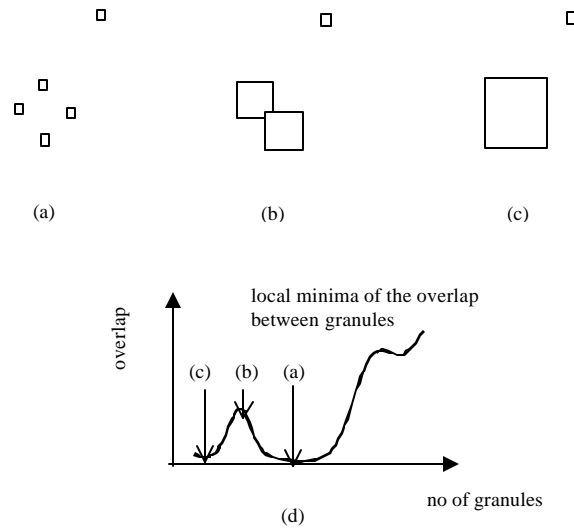 (a)
(b)
(c)
local minima of the overlap
between granules
overlap
(c)
(b)
(a)
no of granules
(d)